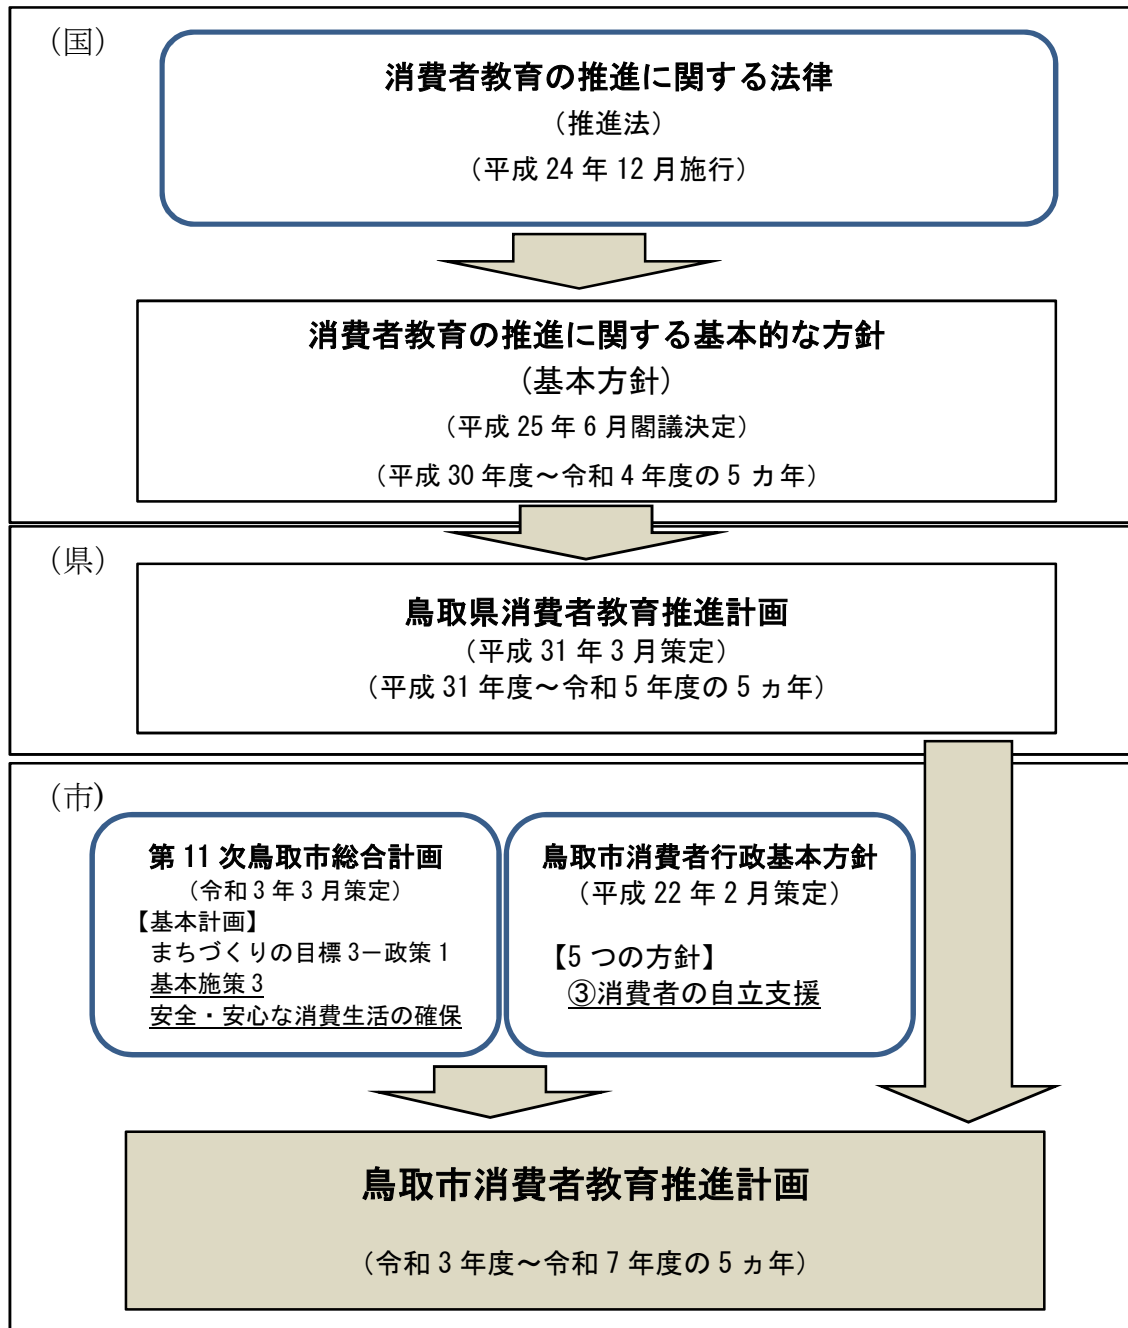 （国）
消費者教育の推進に関する法律
（推進法）
（平成 24 年 12 月施行）
消費者教育の推進に関する基本的な方針
（基本方針）
（平成 25 年 6 月閣議決定）
（平成 30 年度～令和 4 年度の 5 カ年）
（県）
鳥取県消費者教育推進計画
（平成 31 年 3 月策定）
（平成 31 年度～令和 5 年度の 5 ヵ年）
（市）
第 11 次鳥取市総合計画
（令和 3 年 3 月策定）
【基本計画】
まちづくりの目標 3－政策 1
基本施策 3
安全・安心な消費生活の確保
鳥取市消費者行政基本方針
（平成 22 年 2 月策定）
【5 つの方針】
③消費者の自立支援
鳥取市消費者教育推進計画
（令和 3 年度～令和 7 年度の 5 ヵ年）